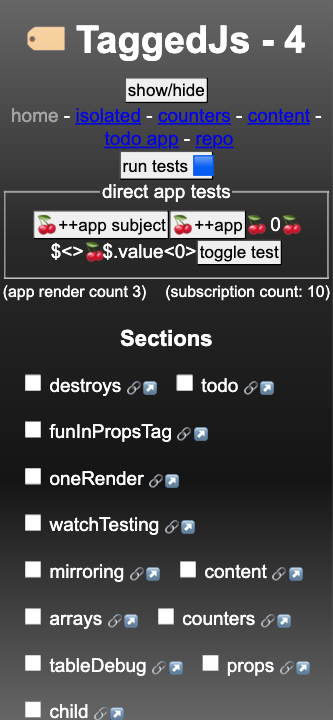 🏷️ TaggedJs - 4
show/hide
home - isolated - counters - content -
todo app - repo
run tests 🟦
direct app tests
🍒++app subject 🍒++app 🍒 0🍒
$<>🍒$.value<0> toggle test
(app render count 3) (subscription count: 10)
Sections
destroys 🔗↗️ todo 🔗↗️
funInPropsTag 🔗↗️
oneRender 🔗↗️
watchTesting 🔗↗️
mirroring 🔗↗️ content 🔗↗️
arrays 🔗↗️ counters 🔗↗️
tableDebug 🔗↗️ props 🔗↗️
child 🔗↗️